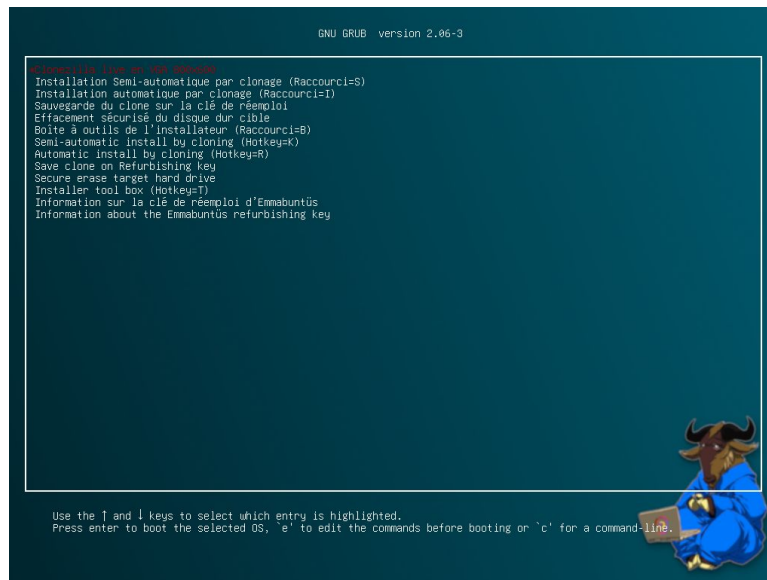 GNU GRUB version 2.06-3
*Clonezilla live en VGA 800x600
Installation Semi-automatique par clonage (Raccourci=S)
Installation automatique par clonage (Raccourci=I)
Sauvegarde du clone sur la clé de réemploi
Effacement sécurisé du disque dur cible
Boîte à outils de l'installateur (Raccourci=B)
Semi-automatic install by cloning (Hotkey=K)
Automatic install by cloning (Hotkey=R)
Save clone on Refurbishing key
Secure erase target hard drive
Installer tool box (Hotkey=T)
Information sur la clé de réemploi d'Emmabuntüs
Information about the Emmabuntüs refurbishing key
Use the ↑ and ↓ keys to select which entry is highlighted.
Press enter to boot the selected OS, `e' to edit the commands before booting or `c' for a command-line.